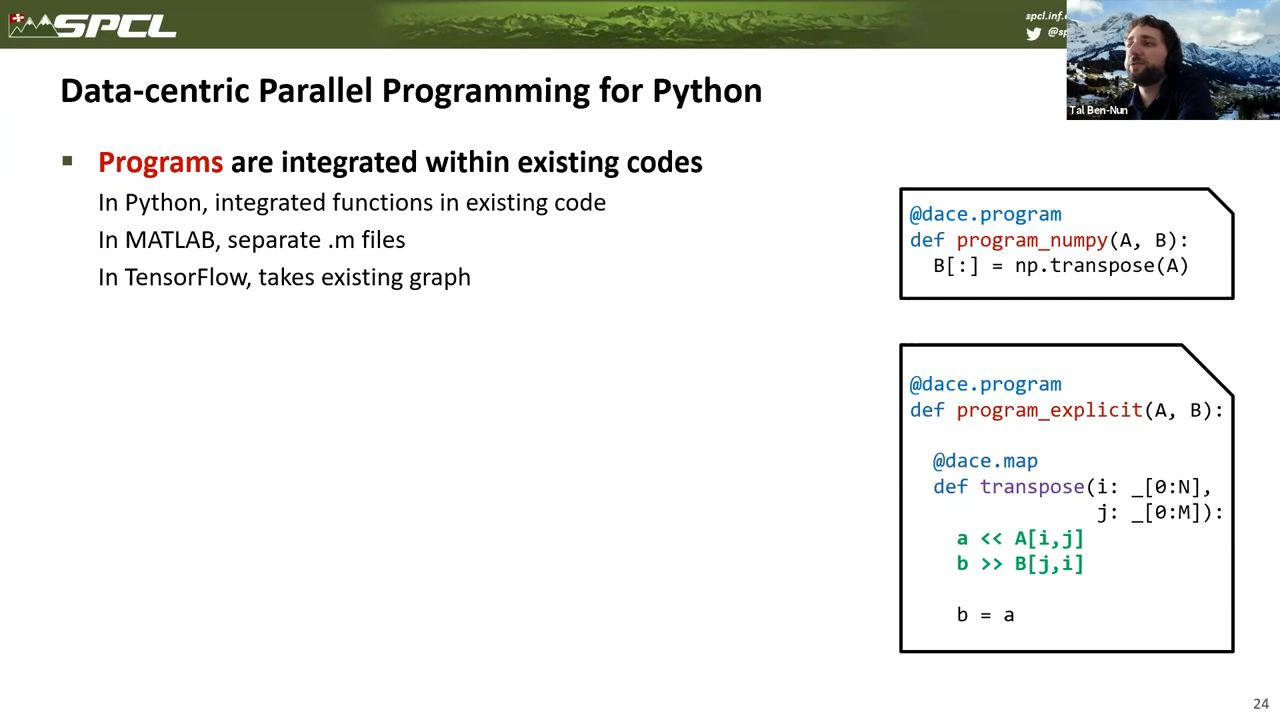 SPCL
spcl.inf.
@sp
Tal Ben-Nun
Data-centric Parallel Programming for Python
Programs are integrated within existing codes
In Python, integrated functions in existing code
In MATLAB, separate .m files
In TensorFlow, takes existing graph
@dace.program
def program_numpy(A, B):
B[:] = np.transpose(A)
@dace.program
def program_explicit(A, B):
@dace.map
def transpose(i: _[0:N],
j: _[0:M]):
a << A[i,j]
b >> B[j,i]
b = a
24